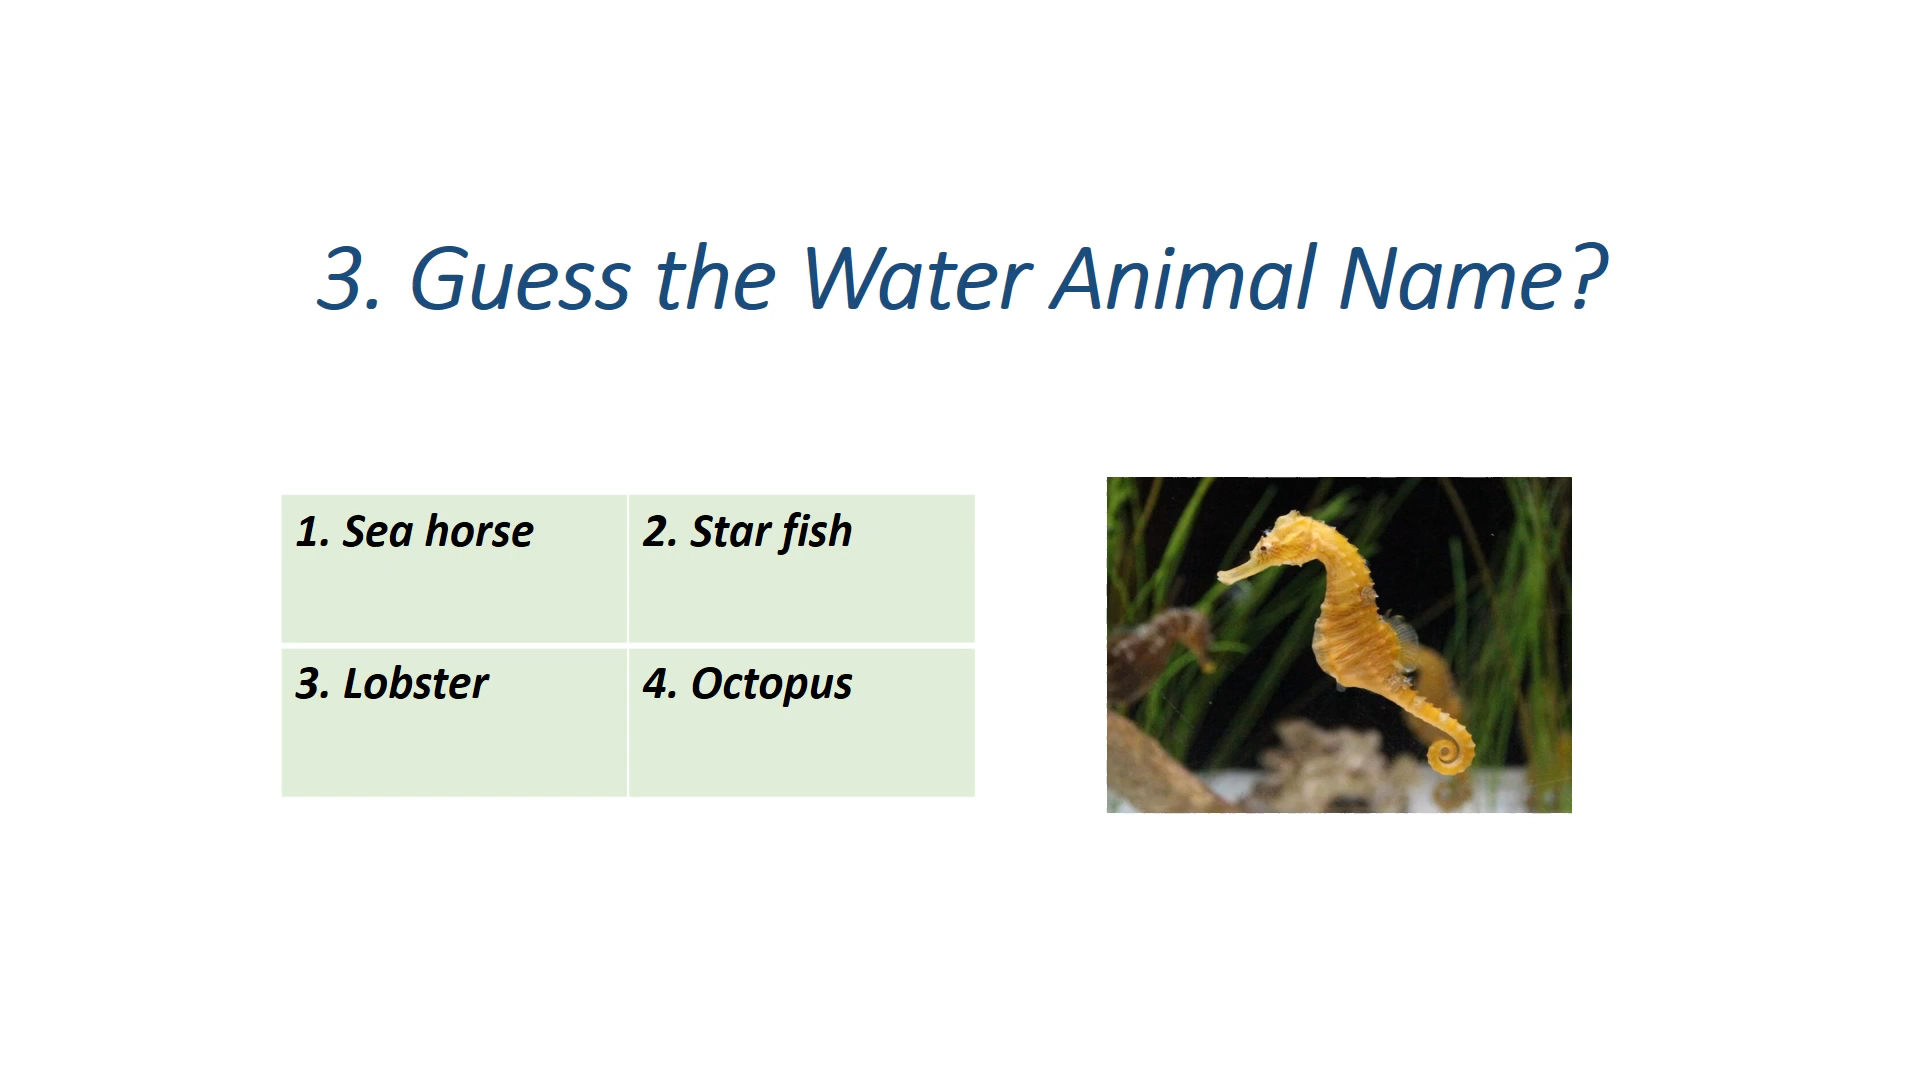 3. Guess the Water Animal Name?
1. Sea horse
2. Star fish
3. Lobster
4. Octopus